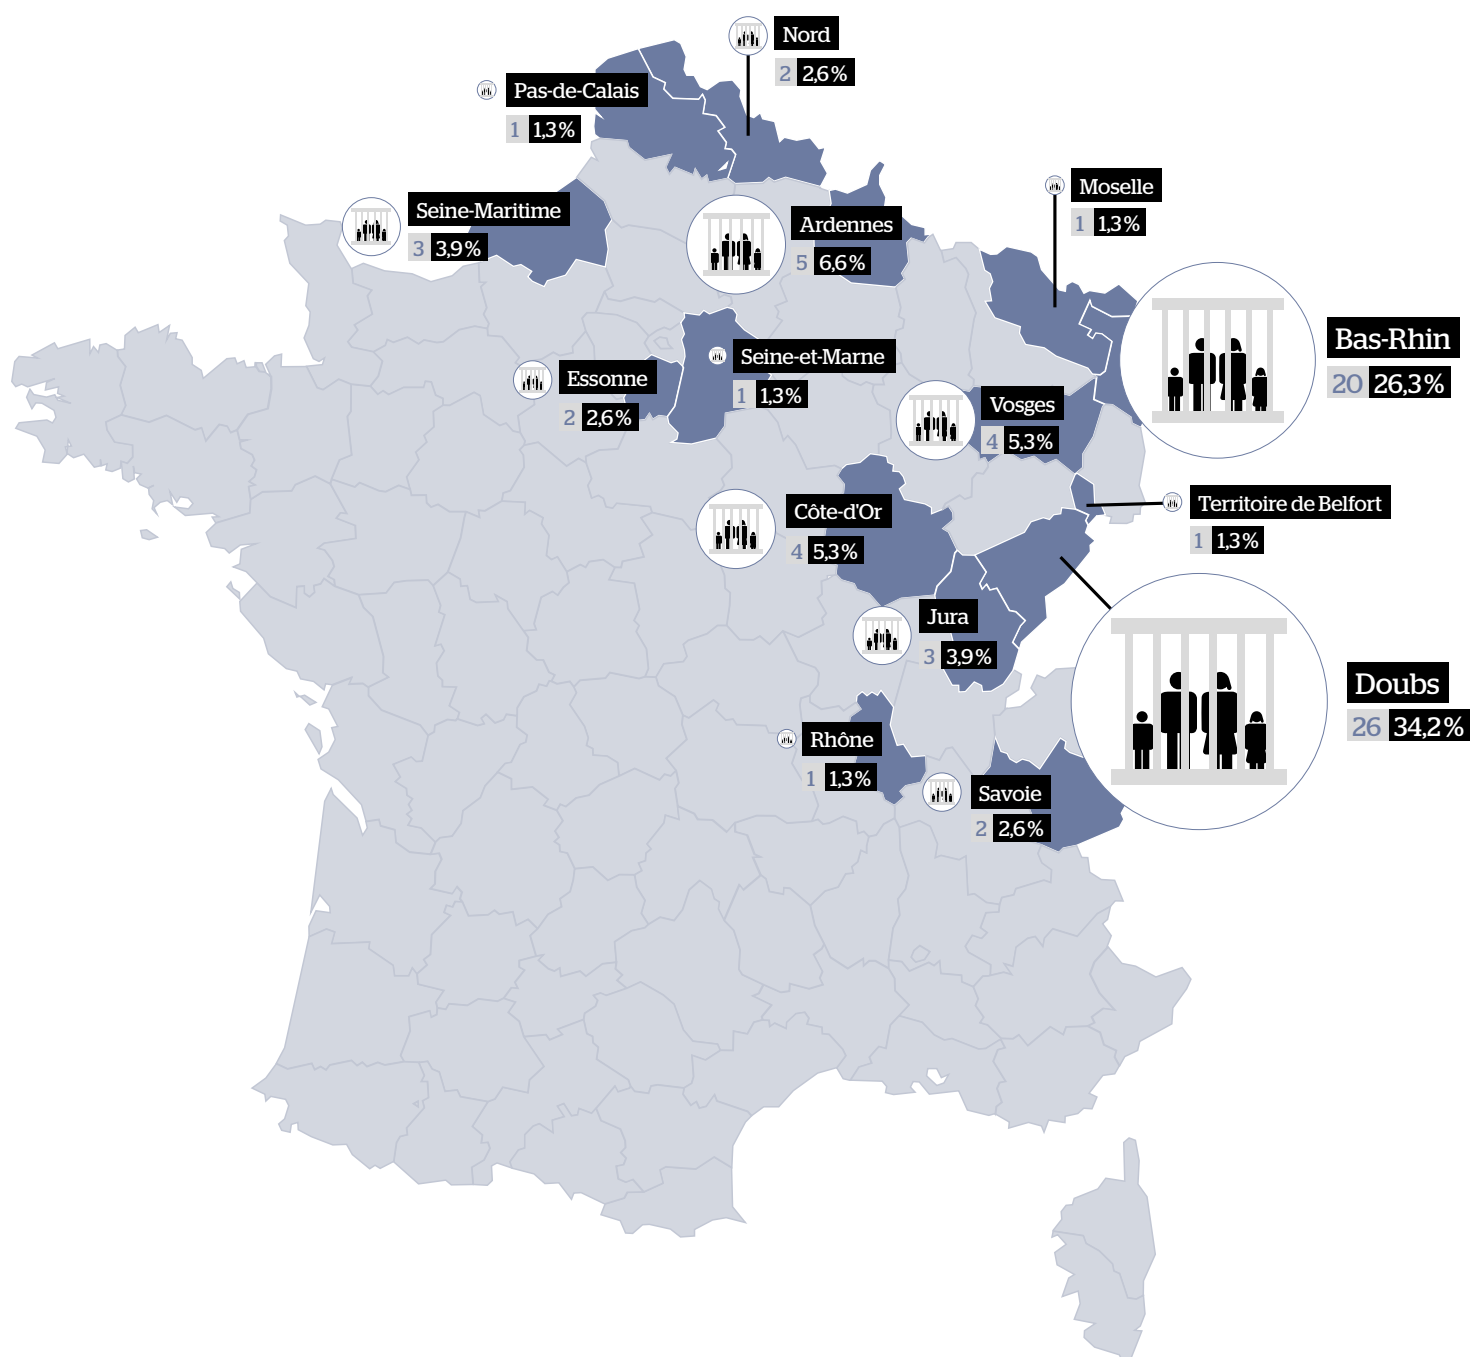 Nord
2 2,6%
Pas-de-Calais
1 1,3%
Moselle
1 1,3%
Seine-Maritime
3 3,9%
Ardennes
5 6,6%
Bas-Rhin
20 26,3%
Seine-et-Marne
1 1,3%
Essonne
2 2,6%
Vosges
4 5,3%
Territoire de Belfort
1 1,3%
Côte-d'Or
4 5,3%
Jura
3 3,9%
Doubs
26 34,2%
Rhône
1 1,3%
Savoie
2 2,6%